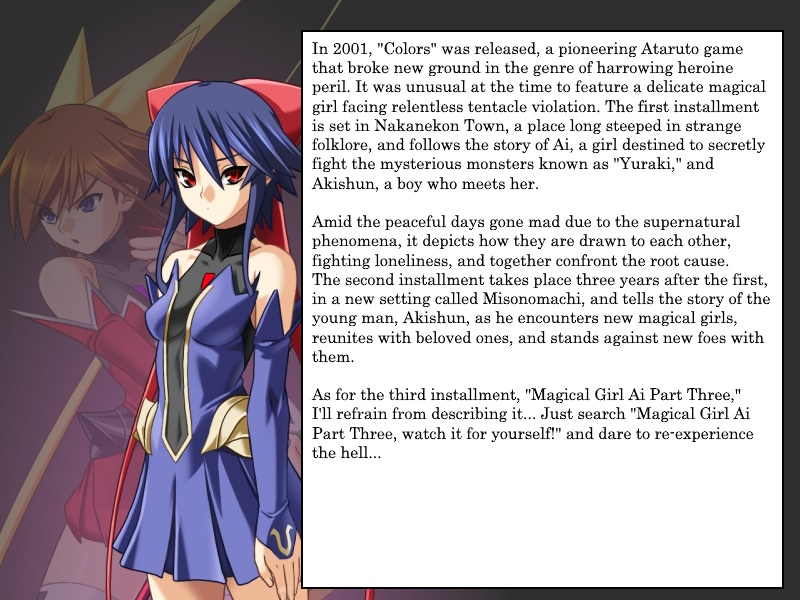 In 2001, "Colors" was released, a pioneering Ataruto game
that broke new ground in the genre of harrowing heroine
peril. It was unusual at the time to feature a delicate magical
girl facing relentless tentacle violation. The first installment
is set in Nakanekon Town, a place long steeped in strange
folklore, and follows the story of Ai, a girl destined to secretly
fight the mysterious monsters known as "Yuraki," and
Akishun, a boy who meets her.
Amid the peaceful days gone mad due to the supernatural
phenomena, it depicts how they are drawn to each other,
fighting loneliness, and together confront the root cause.
The second installment takes place three years after the first,
in a new setting called Misonomachi, and tells the story of the
young man, Akishun, as he encounters new magical girls,
reunites with beloved ones, and stands against new foes with
them.
As for the third installment, "Magical Girl Ai Part Three,"
I'll refrain from describing it... Just search "Magical Girl Ai
Part Three, watch it for yourself!" and dare to re-experience
the hell...